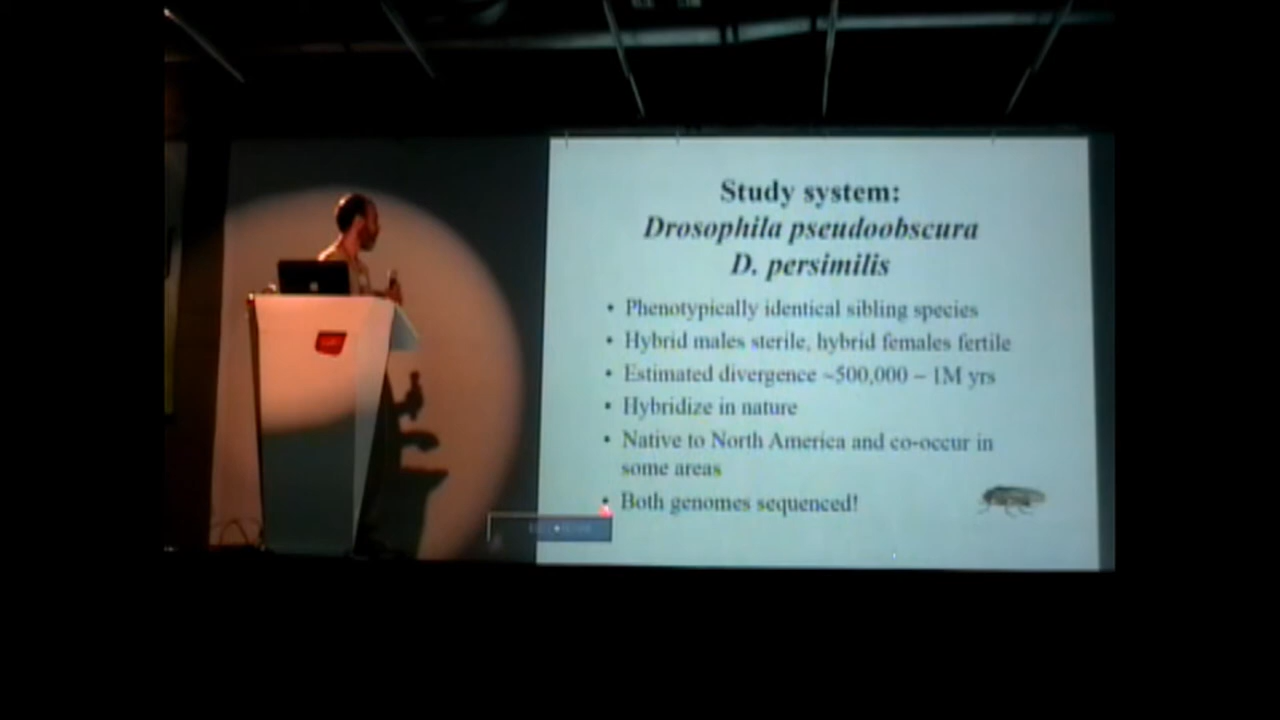 Study system:
Drosophila pseudoobscura
D. persimilis
• Phenotypically identical sibling species
• Hybrid males sterile, hybrid females fertile
• Estimated divergence ~500,000 – 1M yrs
• Hybridize in nature
• Native to North America and co-occur in
some areas
• Both genomes sequenced!